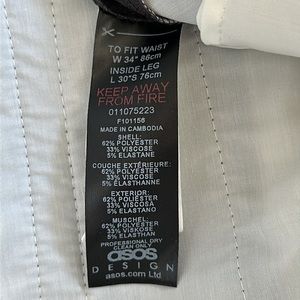 TO FIT WAIST
W 34" 86cm
INSIDE LEG
L 30"S 76cm
KEEP AWAY
FROM FIRE
011075223
F101156
MADE IN CAMBODIA
SHELL:
62% POLYESTER
33% VISCOSE
5% ELASTANE
COUCHE EXTÉRIEURE:
62% POLYESTER
33% VISCOSE
5% ÉLASTHANNE
EXTERIOR:
62% POLYESTER
33% VISCOSA
5% ELASTANO
MUSCHEL:
62% POLYESTER
33% VISKOSE
5% ELASTAN
PROFESSIONAL DRY
CLEAN ONLY
asos
DESIGN
asos.com Ltd